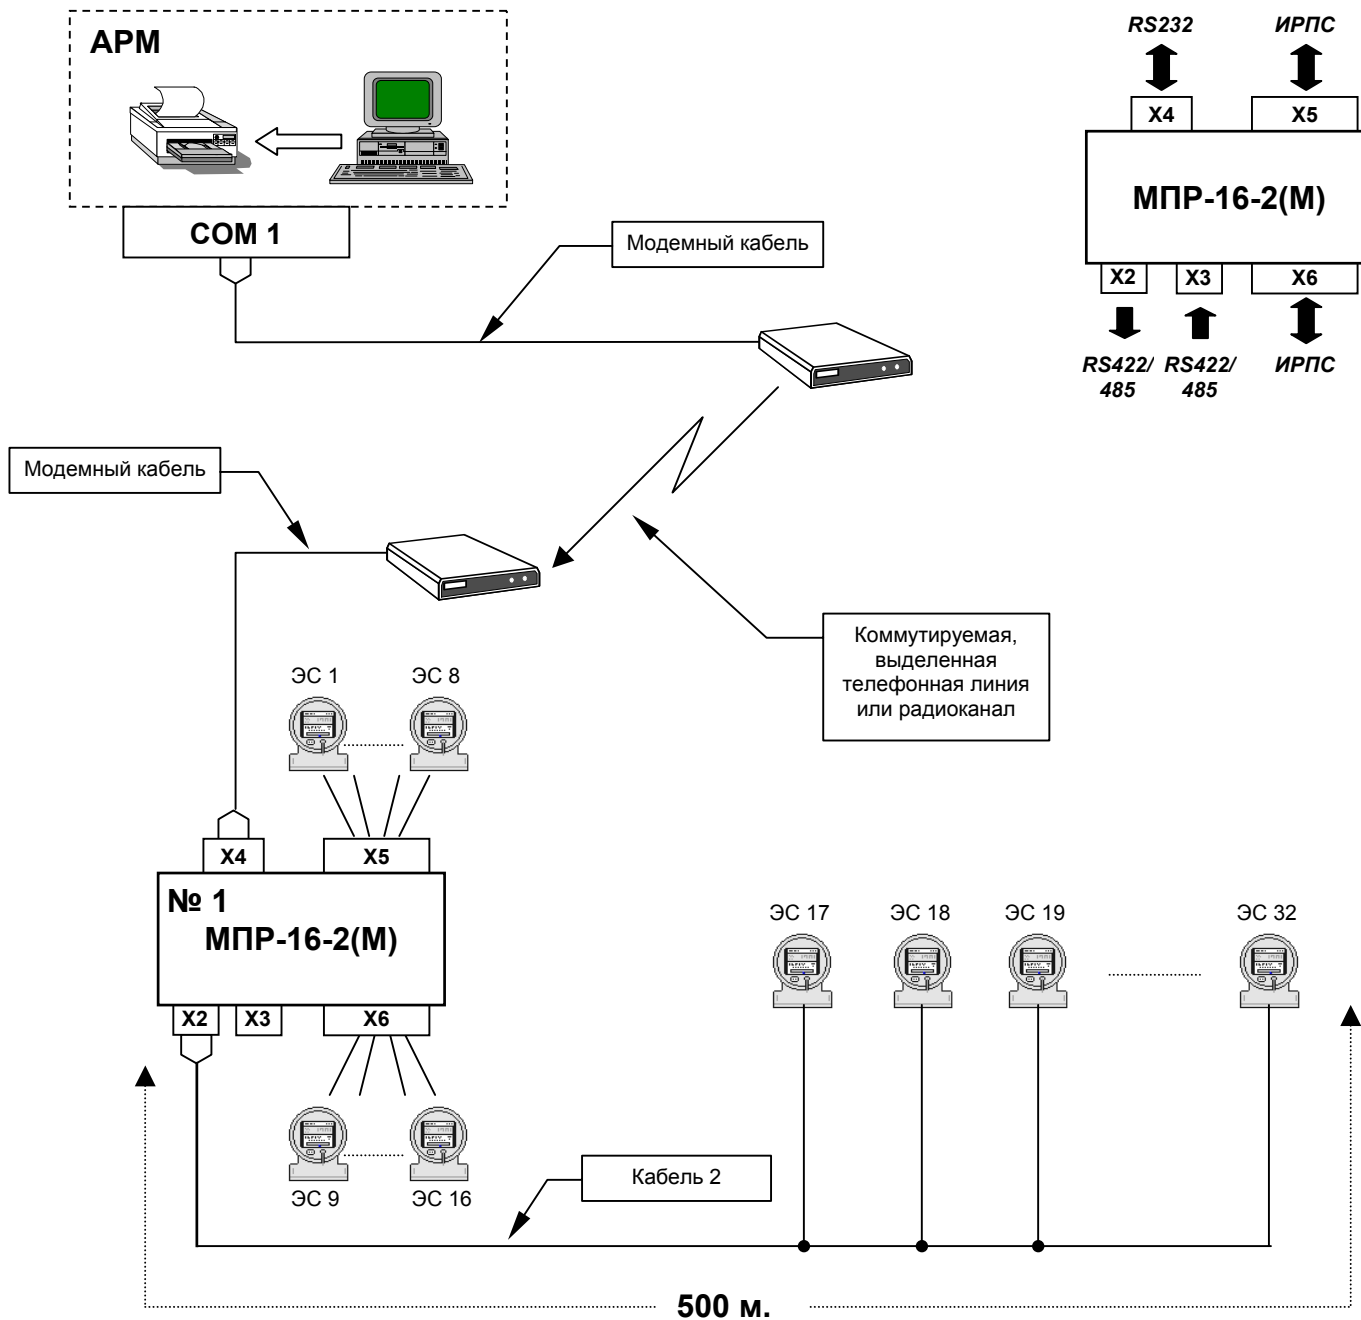 АРМ
COM 1
Модемный кабель
RS232
ИРПС
X4
X5
МПР-16-2(М)
X2
X3
X6
RS422/
485
RS422/
485
ИРПС
Модемный кабель
Коммутируемая,
выделенная
телефонная линия
или радиоканал
ЭС 1
ЭС 8
X4
X5
№ 1
МПР-16-2(М)
X2
X3
X6
ЭС 9
ЭС 16
ЭС 17
ЭС 18
ЭС 19
ЭС 32
Кабель 2
500 м.